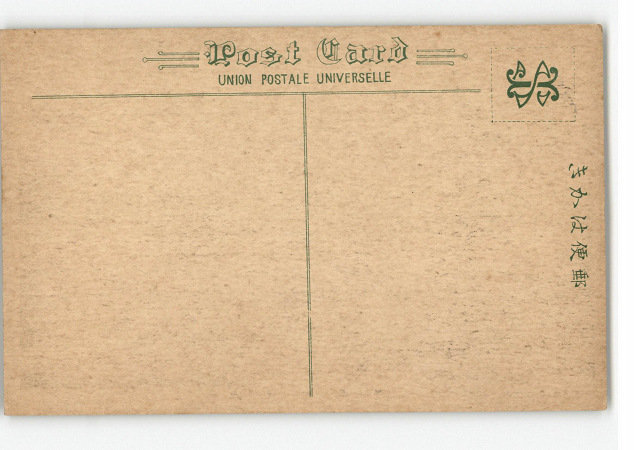 Post Card
UNION POSTALE UNIVERSELLE
郵便はかき